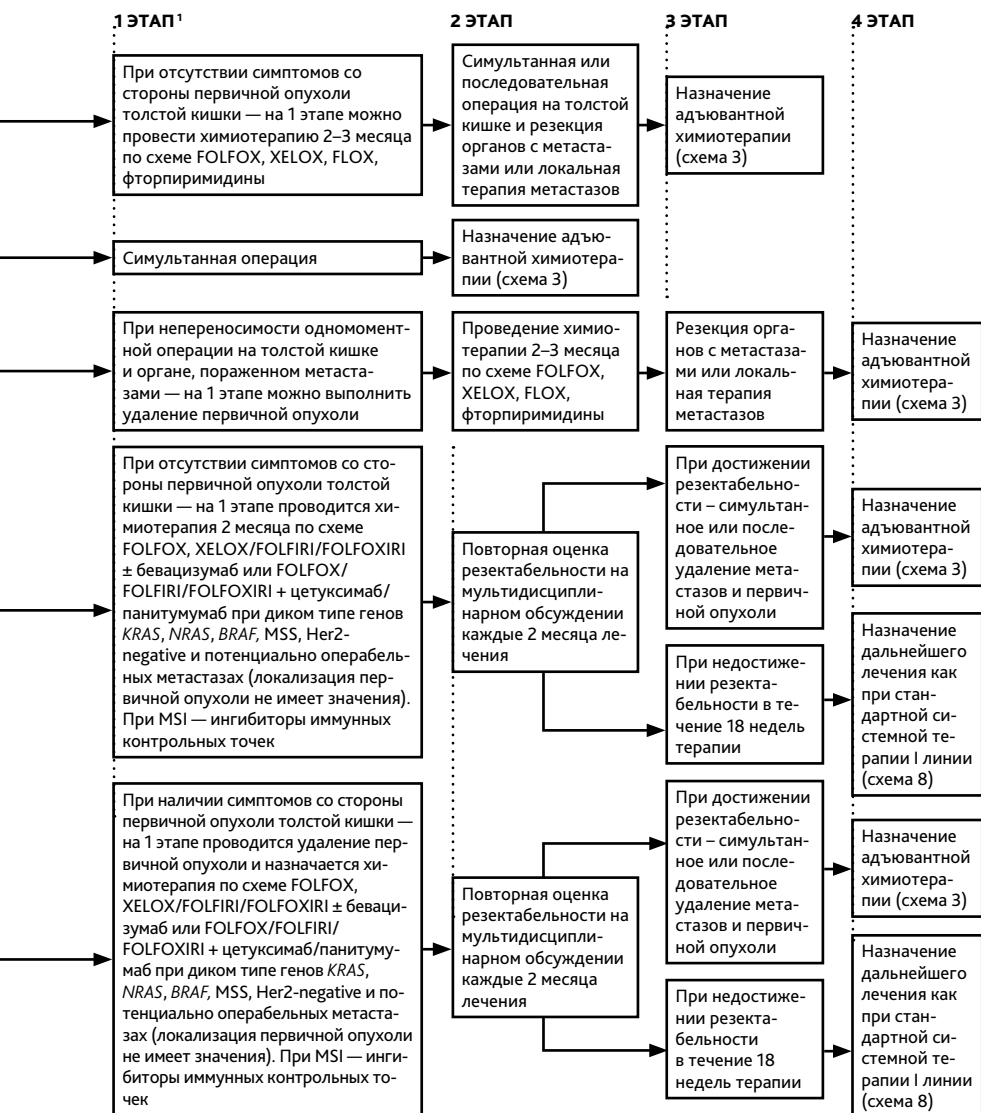 1 ЭТАП ¹
2 ЭТАП
3 ЭТАП
4 ЭТАП
При отсутствии симптомов со
стороны первичной опухоли
толстой кишки — на 1 этапе можно
провести химиотерапию 2–3 месяца
по схеме FOLFOX, XELOX, FLOX,
фторпиримидины
Симультанная или
последовательная
операция на толстой
кишке и резекция
органов с метаста-
зами или локальная
терапия метастазов
Назначение
адъювантной
химиотерапии
(схема 3)
Симультанная операция
Назначение адъю-
вантной химиотера-
пии (схема 3)
При непереносимости одномомент-
ной операции на толстой кишке
и органе, пораженном метаста-
зами — на 1 этапе можно выполнить
удаление первичной опухоли
Проведение химио-
терапии 2–3 месяца
по схеме FOLFOX,
XELOX, FLOX,
фторпиримидины
Резекция орга-
нов с метастаза-
ми или локаль-
ная терапия
метастазов
Назначение
адъювантной
химиотера-
пии (схема 3)
При отсутствии симптомов со сто-
роны первичной опухоли толстой
кишки — на 1 этапе проводится хи-
миотерапия 2 месяца по схеме
FOLFOX, XELOX/FOLFIRI/FOLFOXIRI
± бевацизумаб или FOLFOX/
FOLFIRI/FOLFOXIRI + цетуксимаб/
панитумумаб при диком типе генов
KRAS, NRAS, BRAF, MSS, Her2-
negative и потенциально операбель-
ных метастазах (локализация пер-
вичной опухоли не имеет значения).
При MSI — ингибиторы иммунных
контрольных точек
Повторная оценка
резектабельности на
мультидисципли-
нарном обсуждении
каждые 2 месяца ле-
чения
При достижении
резектабельно-
сти – симультан-
ное или после-
довательное
удаление мета-
стазов и первич-
ной опухоли
Назначение
адъювантной
химиотера-
пии (схема 3)
При недостиже-
нии резекта-
бельности в те-
чение 18 недель
терапии
Назначение
дальнейшего
лечения как
при стан-
дартной си-
стемной те-
рапии I линии
(схема 8)
При наличии симптомов со стороны
первичной опухоли толстой кишки —
на 1 этапе проводится удаление пер-
вичной опухоли и назначается хи-
миотерапия по схеме FOLFOX,
XELOX/FOLFIRI/FOLFOXIRI ± беваци-
зумаб или FOLFOX/FOLFIRI/
FOLFOXIRI + цетуксимаб/панитуму-
маб при диком типе генов KRAS,
NRAS, BRAF, MSS, Her2-negative и по-
тенциально операбельных метаста-
зах (локализация первичной опухоли
не имеет значения). При MSI — инги-
биторы иммунных контрольных то-
чек
Повторная оценка
резектабельности на
мультидисципли-
нарном обсуждении
каждые 2 месяца
лечения
При достижении
резектабельно-
сти – симультан-
ное или после-
довательное
удаление мета-
стазов и первич-
ной опухоли
Назначение
адъювантной
химиотера-
пии (схема 3)
При недостиже-
нии резекта-
бельности
в течение 18
недель терапии
Назначение
дальнейшего
лечения как
при стан-
дартной си-
стемной те-
рапии I линии
(схема 8)